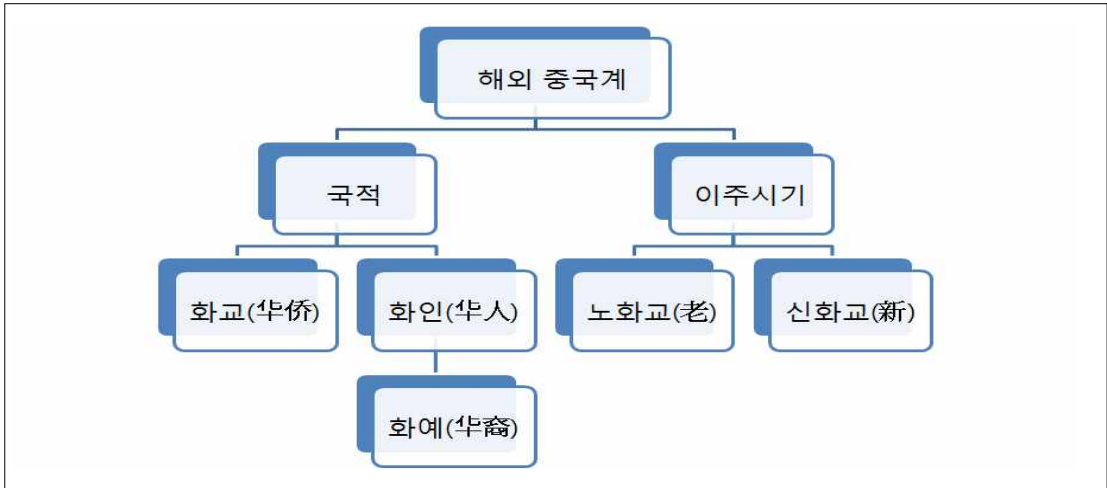 해외 중국계
국적
이주시기
화교(华侨)
화인(华人)
노화교(老)
신화교(新)
화예(华裔)